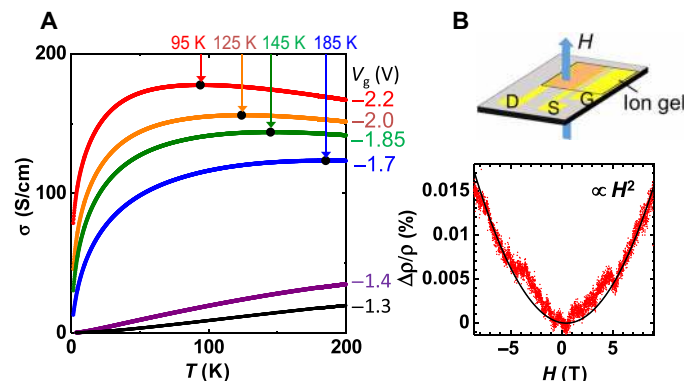 A
95 K 125 K 145 K 185 K
V_g (V)
−2.2
−2.0
−1.85
−1.7
−1.4
−1.3
200
100
0
σ (S/cm)
0 100 200
T (K)
B
H
D S G
Ion gel
∝ H²
0.015
0.01
0.005
0
Δρ/ρ (%)
−5 0 5
H (T)